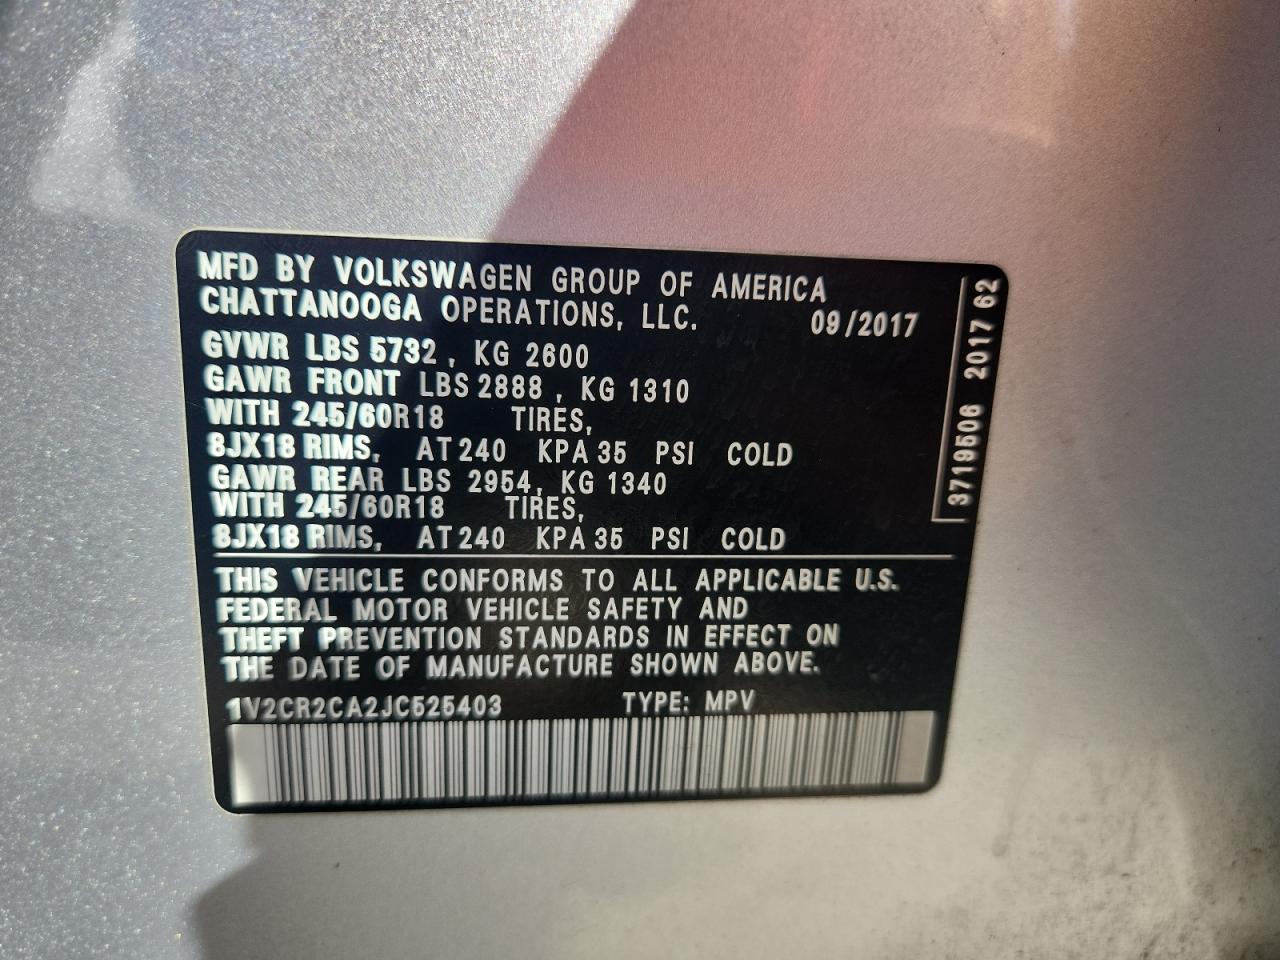 MFD BY VOLKSWAGEN GROUP OF AMERICA
CHATTANOOGA OPERATIONS, LLC. 09/2017
GVWR LBS 5732, KG 2600
GAWR FRONT LBS 2888, KG 1310
WITH 245/60R18 TIRES,
8JX18 RIMS, AT 240 KPA 35 PSI COLD
GAWR REAR LBS 2954, KG 1340
WITH 245/60R18 TIRES,
8JX18 RIMS, AT 240 KPA 35 PSI COLD
THIS VEHICLE CONFORMS TO ALL APPLICABLE U.S.
FEDERAL MOTOR VEHICLE SAFETY AND
THEFT PREVENTION STANDARDS IN EFFECT ON
THE DATE OF MANUFACTURE SHOWN ABOVE.
1V2CR2CA2JC525403 TYPE: MPV
3719506 2017 62